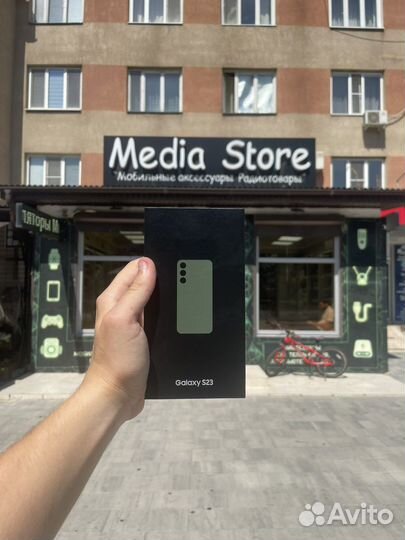 Media Store
"Мобильные аксессуары Радиотовары"
Galaxy S23
Avito